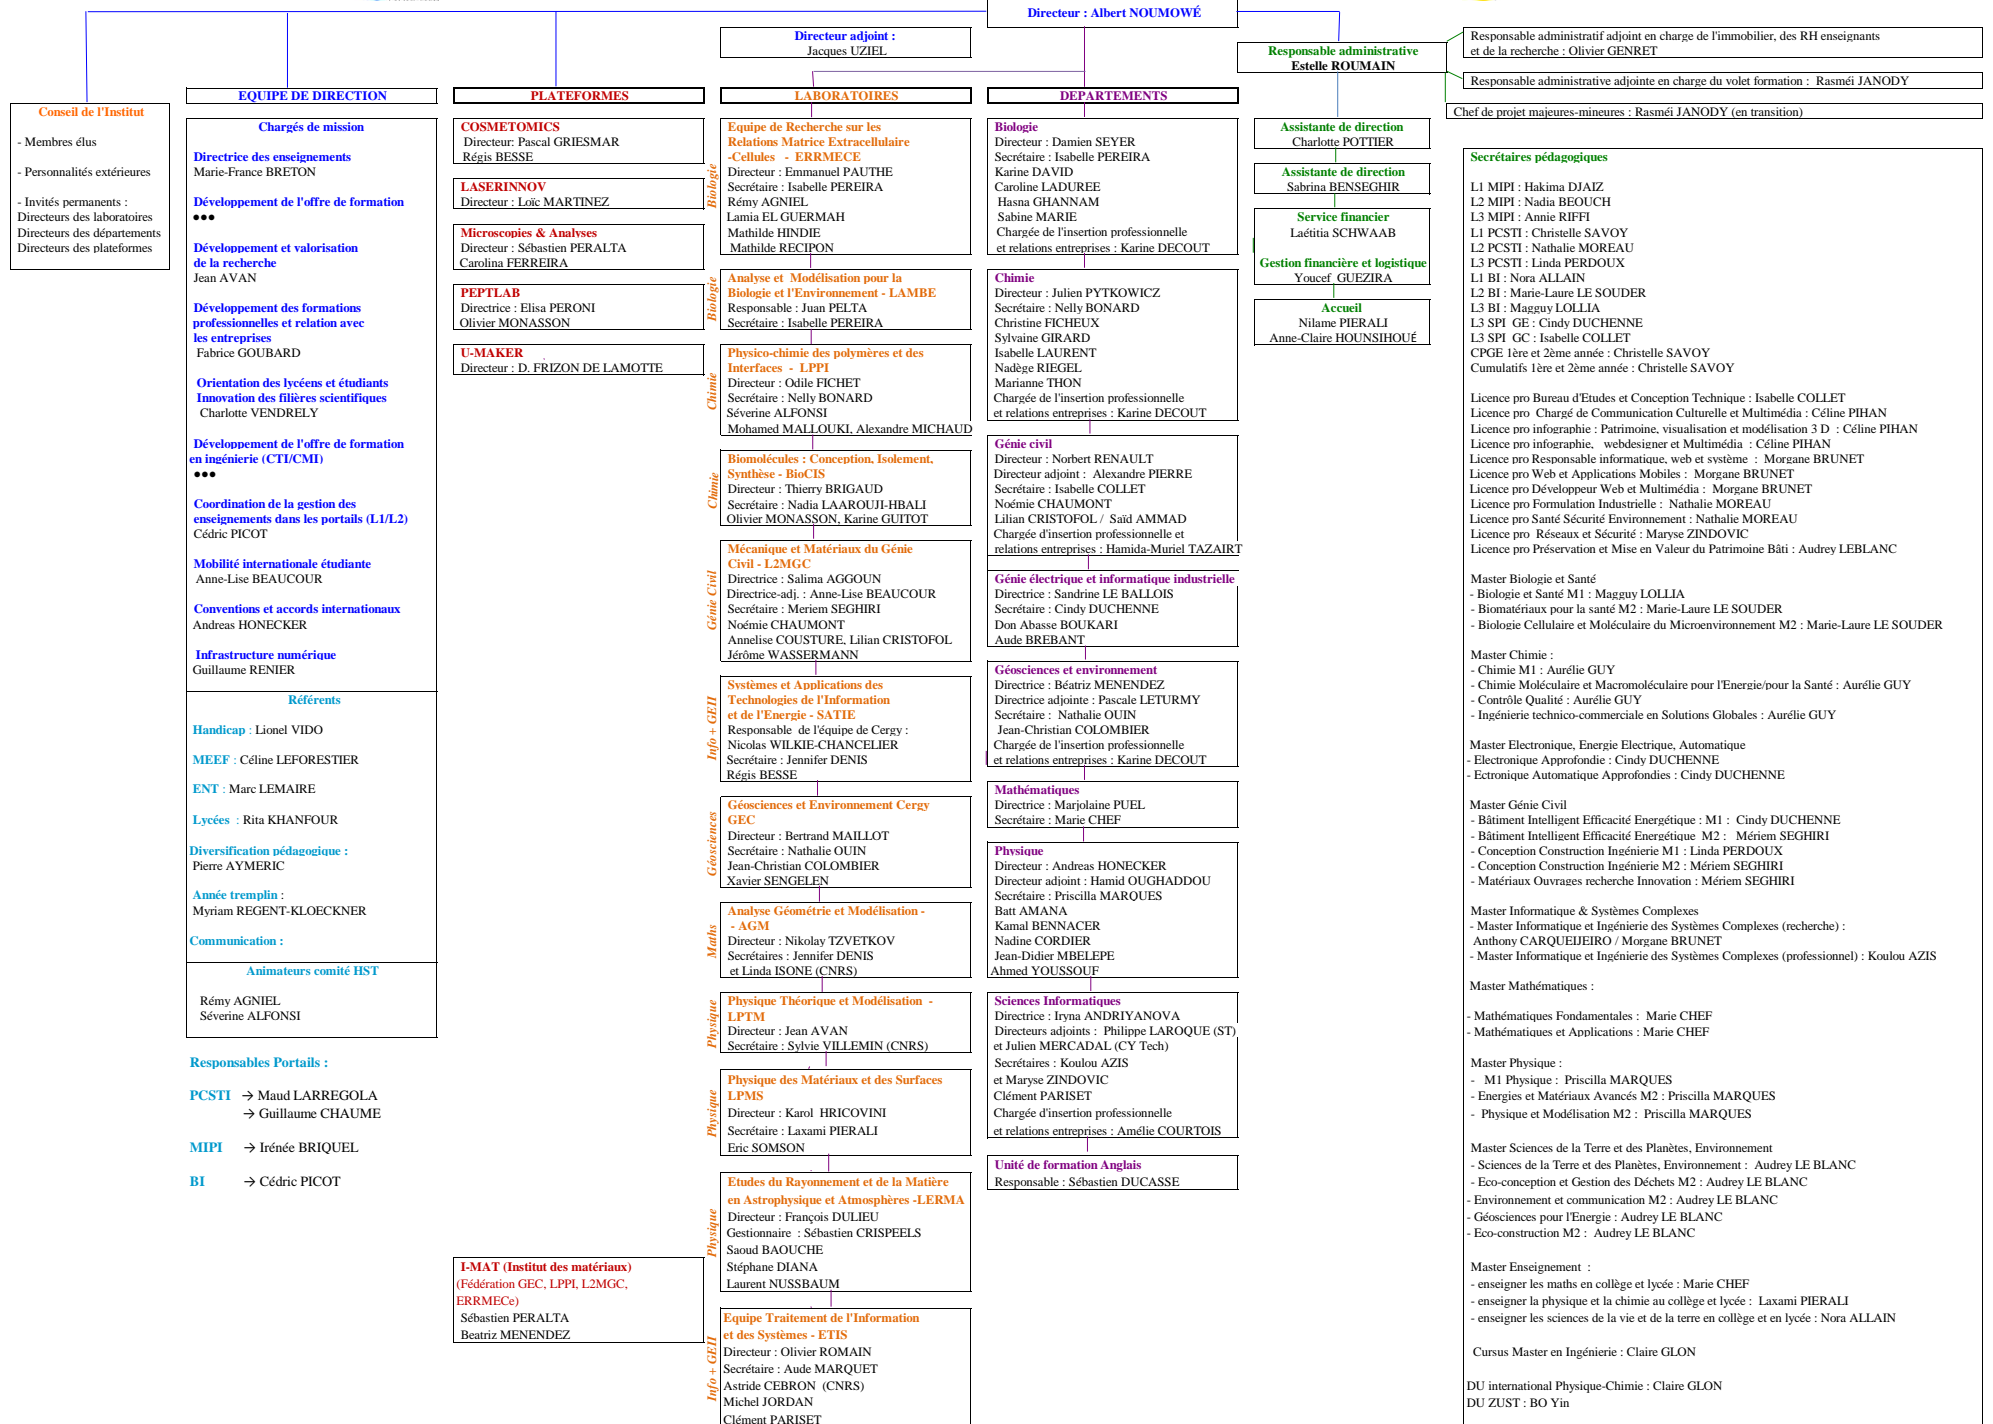 Directeur : Albert NOUMOWÉ
Directeur adjoint :
Jacques UZIEL
Responsable administrative
Estelle ROUMAIN
Responsable administratif adjoint en charge de l'immobilier, des RH enseignants
et de la recherche : Olivier GENRET
Responsable administrative adjointe en charge du volet formation : Rasméi JANODY
Chef de projet majeures-mineures : Rasméi JANODY (en transition)
Conseil de l'Institut
- Membres élus
- Personnalités extérieures
- Invités permanents :
Directeurs des laboratoires
Directeurs des départements
Directeurs des plateformes
EQUIPE DE DIRECTION
Chargés de mission
Directrice des enseignements
Marie-France BRETON
Développement de l'offre de formation
●●●
Développement et valorisation
de la recherche
Jean AVAN
Développement des formations
professionnelles et relation avec
les entreprises
Fabrice GOUBARD
Orientation des lycéens et étudiants
Innovation des filières scientifiques
Charlotte VENDRELY
Développement de l'offre de formation
en ingénierie (CTI/CMI)
●●●
Coordination de la gestion des
enseignements dans les portails (L1/L2)
Cédric PICOT
Mobilité internationale étudiante
Anne-Lise BEAUCOUR
Conventions et accords internationaux
Andreas HONECKER
Infrastructure numérique
Guillaume RENIER
Référents
Handicap : Lionel VIDO
MEEF : Céline LEFORESTIER
ENT : Marc LEMAIRE
Lycées : Rita KHANFOUR
Diversification pédagogique :
Pierre AYMERIC
Année tremplin :
Myriam REGENT-KLOECKNER
Communication :
Animateurs comité HST
Rémy AGNIEL
Séverine ALFONSI
Responsables Portails :
PCSTI → Maud LARREGOLA
→ Guillaume CHAUME
MIPI → Irénée BRIQUEL
BI → Cédric PICOT
PLATEFORMES
COSMETOMICS
Directeur: Pascal GRIESMAR
Régis BESSE
LASERINNOV
Directeur : Loïc MARTINEZ
Microscopies & Analyses
Directeur : Sébastien PERALTA
Carolina FERREIRA
PEPTLAB
Directrice : Elisa PERONI
Olivier MONASSON
U-MAKER
Directeur : D. FRIZON DE LAMOTTE
I-MAT (Institut des matériaux)
(Fédération GEC, LPPI, L2MGC,
ERRMECe)
Sébastien PERALTA
Beatriz MENENDEZ
LABORATOIRES
Biologie
Equipe de Recherche sur les
Relations Matrice Extracellulaire
-Cellules - ERRMECE
Directeur : Emmanuel PAUTHE
Secrétaire : Isabelle PEREIRA
Rémy AGNIEL
Lamia EL GUERMAH
Mathilde HINDIE
Mathilde RECIPON
Biologie
Analyse et Modélisation pour la
Biologie et l'Environnement - LAMBE
Responsable : Juan PELTA
Secrétaire : Isabelle PEREIRA
Chimie
Physico-chimie des polymères et des
Interfaces - LPPI
Directeur : Odile FICHET
Secrétaire : Nelly BONARD
Séverine ALFONSI
Mohamed MALLOUKI, Alexandre MICHAUD
Chimie
Biomolécules : Conception, Isolement,
Synthèse - BioCIS
Directeur : Thierry BRIGAUD
Secrétaire : Nadia LAAROUJI-HBALI
Olivier MONASSON, Karine GUITOT
Génie Civil
Mécanique et Matériaux du Génie
Civil - L2MGC
Directrice : Salima AGGOUN
Directrice-adj. : Anne-Lise BEAUCOUR
Secrétaire : Meriem SEGHIRI
Noémie CHAUMONT
Annelise COUSTURE, Lilian CRISTOFOL
Jérôme WASSERMANN
Info + GEII
Systèmes et Applications des
Technologies de l'Information
et de l'Energie - SATIE
Responsable de l'équipe de Cergy :
Nicolas WILKIE-CHANCELIER
Secrétaire : Jennifer DENIS
Régis BESSE
Géosciences
Géosciences et Environnement Cergy
GEC
Directeur : Bertrand MAILLOT
Secrétaire : Nathalie OUIN
Jean-Christian COLOMBIER
Xavier SENGELEN
Maths
Analyse Géométrie et Modélisation -
- AGM
Directeur : Nikolay TZVETKOV
Secrétaires : Jennifer DENIS
et Linda ISONE (CNRS)
Physique
Physique Théorique et Modélisation -
LPTM
Directeur : Jean AVAN
Secrétaire : Sylvie VILLEMIN (CNRS)
Physique
Physique des Matériaux et des Surfaces
LPMS
Directeur : Karol HRICOVINI
Secrétaire : Laxami PIERALI
Eric SOMSON
Physique
Etudes du Rayonnement et de la Matière
en Astrophysique et Atmosphères -LERMA
Directeur : François DULIEU
Gestionnaire : Sébastien CRISPEELS
Saoud BAOUCHE
Stéphane DIANA
Laurent NUSSBAUM
Info + GEII
Equipe Traitement de l'Information
et des Systèmes - ETIS
Directeur : Olivier ROMAIN
Secrétaire : Aude MARQUET
Astride CEBRON (CNRS)
Michel JORDAN
Clément PARISET
DEPARTEMENTS
Biologie
Directeur : Damien SEYER
Secrétaire : Isabelle PEREIRA
Karine DAVID
Caroline LADUREE
Hasna GHANNAM
Sabine MARIE
Chargée de l'insertion professionnelle
et relations entreprises : Karine DECOUT
Chimie
Directeur : Julien PYTKOWICZ
Secrétaire : Nelly BONARD
Christine FICHEUX
Sylvaine GIRARD
Isabelle LAURENT
Nadège RIEGEL
Marianne THON
Chargée de l'insertion professionnelle
et relations entreprises : Karine DECOUT
Génie civil
Directeur : Norbert RENAULT
Directeur adjoint : Alexandre PIERRE
Secrétaire : Isabelle COLLET
Noémie CHAUMONT
Lilian CRISTOFOL / Saïd AMMAD
Chargée d'insertion professionnelle et
relations entreprises : Hamida-Muriel TAZAIRT
Génie électrique et informatique industrielle
Directrice : Sandrine LE BALLOIS
Secrétaire : Cindy DUCHENNE
Don Abasse BOUKARI
Aude BREBANT
Géosciences et environnement
Directrice : Béatriz MENENDEZ
Directrice adjointe : Pascale LETURMY
Secrétaire : Nathalie OUIN
Jean-Christian COLOMBIER
Chargée de l'insertion professionnelle
et relations entreprises : Karine DECOUT
Mathématiques
Directrice : Marjolaine PUEL
Secrétaire : Marie CHEF
Physique
Directeur : Andreas HONECKER
Directeur adjoint : Hamid OUGHADDOU
Secrétaire : Priscilla MARQUES
Batt AMANA
Kamal BENNACER
Nadine CORDIER
Jean-Didier MBELEPE
Ahmed YOUSSOUF
Sciences Informatiques
Directrice : Iryna ANDRIYANOVA
Directeurs adjoints : Philippe LAROQUE (ST)
et Julien MERCADAL (CY Tech)
Secrétaires : Koulou AZIS
et Maryse ZINDOVIC
Clément PARISET
Chargée d'insertion professionnelle
et relations entreprises : Amélie COURTOIS
Unité de formation Anglais
Responsable : Sébastien DUCASSE
Assistante de direction
Charlotte POTTIER
Assistante de direction
Sabrina BENSEGHIR
Service financier
Laétitia SCHWAAB
Gestion financière et logistique
Youcef GUEZIRA
Accueil
Nilame PIERALI
Anne-Claire HOUNSIHOUÉ
Secrétaires pédagogiques
L1 MIPI : Hakima DJAIZ
L2 MIPI : Nadia BEOUCH
L3 MIPI : Annie RIFFI
L1 PCSTI : Christelle SAVOY
L2 PCSTI : Nathalie MOREAU
L3 PCSTI : Linda PERDOUX
L1 BI : Nora ALLAIN
L2 BI : Marie-Laure LE SOUDER
L3 BI : Magguy LOLLIA
L3 SPI GE : Cindy DUCHENNE
L3 SPI GC : Isabelle COLLET
CPGE 1ère et 2ème année : Christelle SAVOY
Cumulatifs 1ère et 2ème année : Christelle SAVOY
Licence pro Bureau d'Etudes et Conception Technique : Isabelle COLLET
Licence pro Chargé de Communication Culturelle et Multimédia : Céline PIHAN
Licence pro infographie : Patrimoine, visualisation et modélisation 3 D : Céline PIHAN
Licence pro infographie, webdesigner et Multimédia : Céline PIHAN
Licence pro Responsable informatique, web et système : Morgane BRUNET
Licence pro Web et Applications Mobiles : Morgane BRUNET
Licence pro Développeur Web et Multimédia : Morgane BRUNET
Licence pro Formulation Industrielle : Nathalie MOREAU
Licence pro Santé Sécurité Environnement : Nathalie MOREAU
Licence pro Réseaux et Sécurité : Maryse ZINDOVIC
Licence pro Préservation et Mise en Valeur du Patrimoine Bâti : Audrey LEBLANC
Master Biologie et Santé
- Biologie et Santé M1 : Magguy LOLLIA
- Biomatériaux pour la santé M2 : Marie-Laure LE SOUDER
- Biologie Cellulaire et Moléculaire du Microenvironnement M2 : Marie-Laure LE SOUDER
Master Chimie :
- Chimie M1 : Aurélie GUY
- Chimie Moléculaire et Macromoléculaire pour l'Energie/pour la Santé : Aurélie GUY
- Contrôle Qualité : Aurélie GUY
- Ingénierie technico-commerciale en Solutions Globales : Aurélie GUY
Master Electronique, Energie Electrique, Automatique
- Electronique Approfondie : Cindy DUCHENNE
- Ectronique Automatique Approfondies : Cindy DUCHENNE
Master Génie Civil
- Bâtiment Intelligent Efficacité Energétique : M1 : Cindy DUCHENNE
- Bâtiment Intelligent Efficacité Energétique M2 : Mériem SEGHIRI
- Conception Construction Ingénierie M1 : Linda PERDOUX
- Conception Construction Ingénierie M2 : Mériem SEGHIRI
- Matériaux Ouvrages recherche Innovation : Mériem SEGHIRI
Master Informatique & Systèmes Complexes
- Master Informatique et Ingénierie des Systèmes Complexes (recherche) :
Anthony CARQUEIJEIRO / Morgane BRUNET
- Master Informatique et Ingénierie des Systèmes Complexes (professionnel) : Koulou AZIS
Master Mathématiques :
- Mathématiques Fondamentales : Marie CHEF
- Mathématiques et Applications : Marie CHEF
Master Physique :
- M1 Physique : Priscilla MARQUES
- Energies et Matériaux Avancés M2 : Priscilla MARQUES
- Physique et Modélisation M2 : Priscilla MARQUES
Master Sciences de la Terre et des Planètes, Environnement
- Sciences de la Terre et des Planètes, Environnement : Audrey LE BLANC
- Eco-conception et Gestion des Déchets M2 : Audrey LE BLANC
- Environnement et communication M2 : Audrey LE BLANC
- Géosciences pour l'Energie : Audrey LE BLANC
- Eco-construction M2 : Audrey LE BLANC
Master Enseignement :
- enseigner les maths en collège et lycée : Marie CHEF
- enseigner la physique et la chimie au collège et lycée : Laxami PIERALI
- enseigner les sciences de la vie et de la terre en collège et en lycée : Nora ALLAIN
Cursus Master en Ingénierie : Claire GLON
DU international Physique-Chimie : Claire GLON
DU ZUST : BO Yin